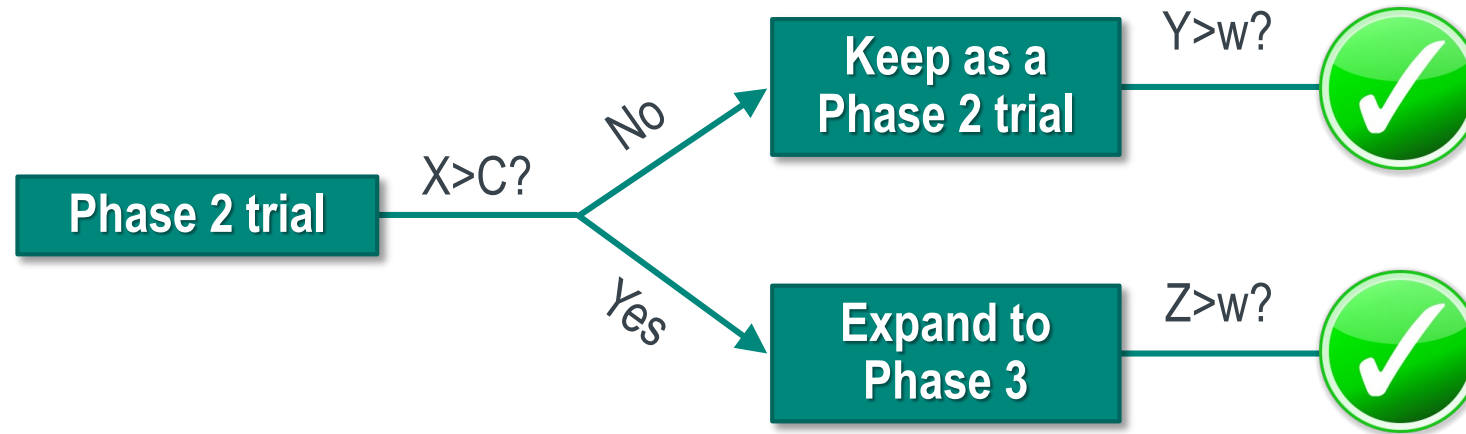 Phase 2 trial
X>C?
No
Keep as a
Phase 2 trial
Y>w?
Yes
Expand to
Phase 3
Z>w?